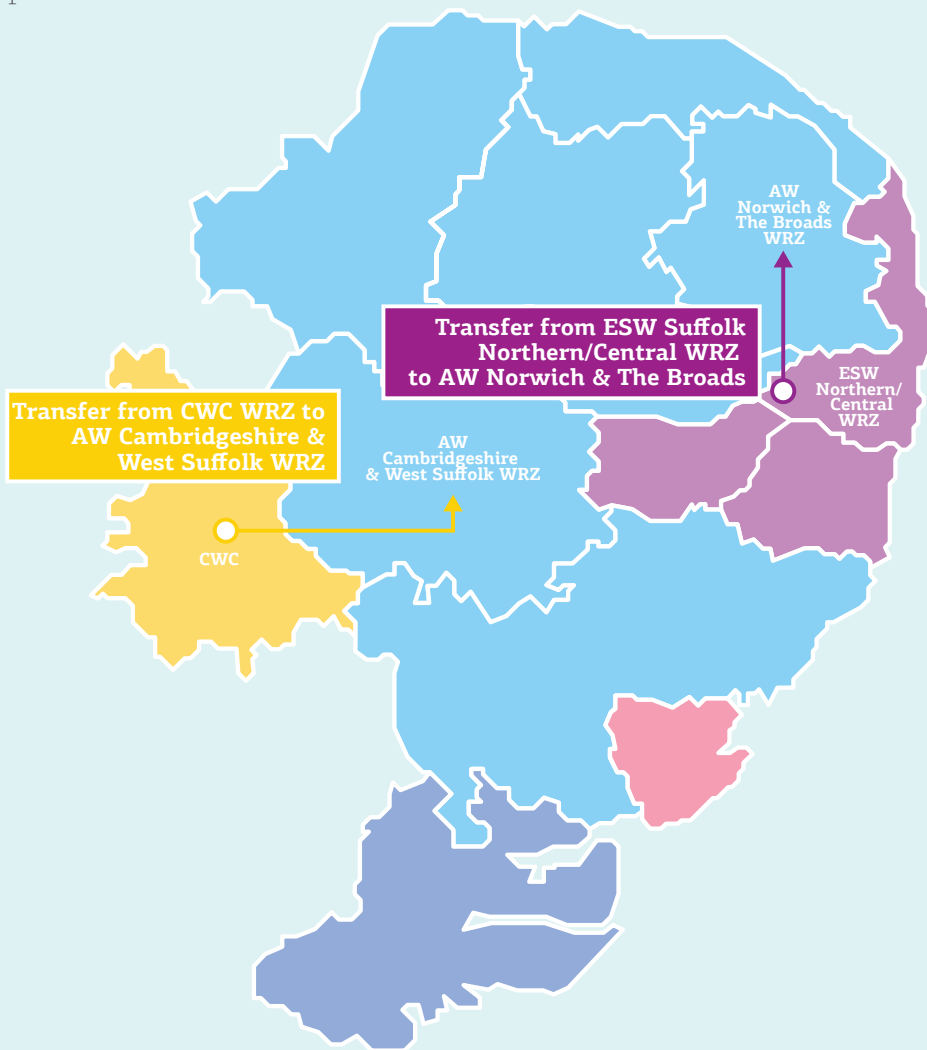 AW
Norwich &
The Broads
WRZ
Transfer from ESW Suffolk
Northern/Central WRZ
to AW Norwich & The Broads
ESW
Northern/
Central
WRZ
Transfer from CWC WRZ to
AW Cambridgeshire &
West Suffolk WRZ
AW
Cambridgeshire
& West Suffolk WRZ
CWC